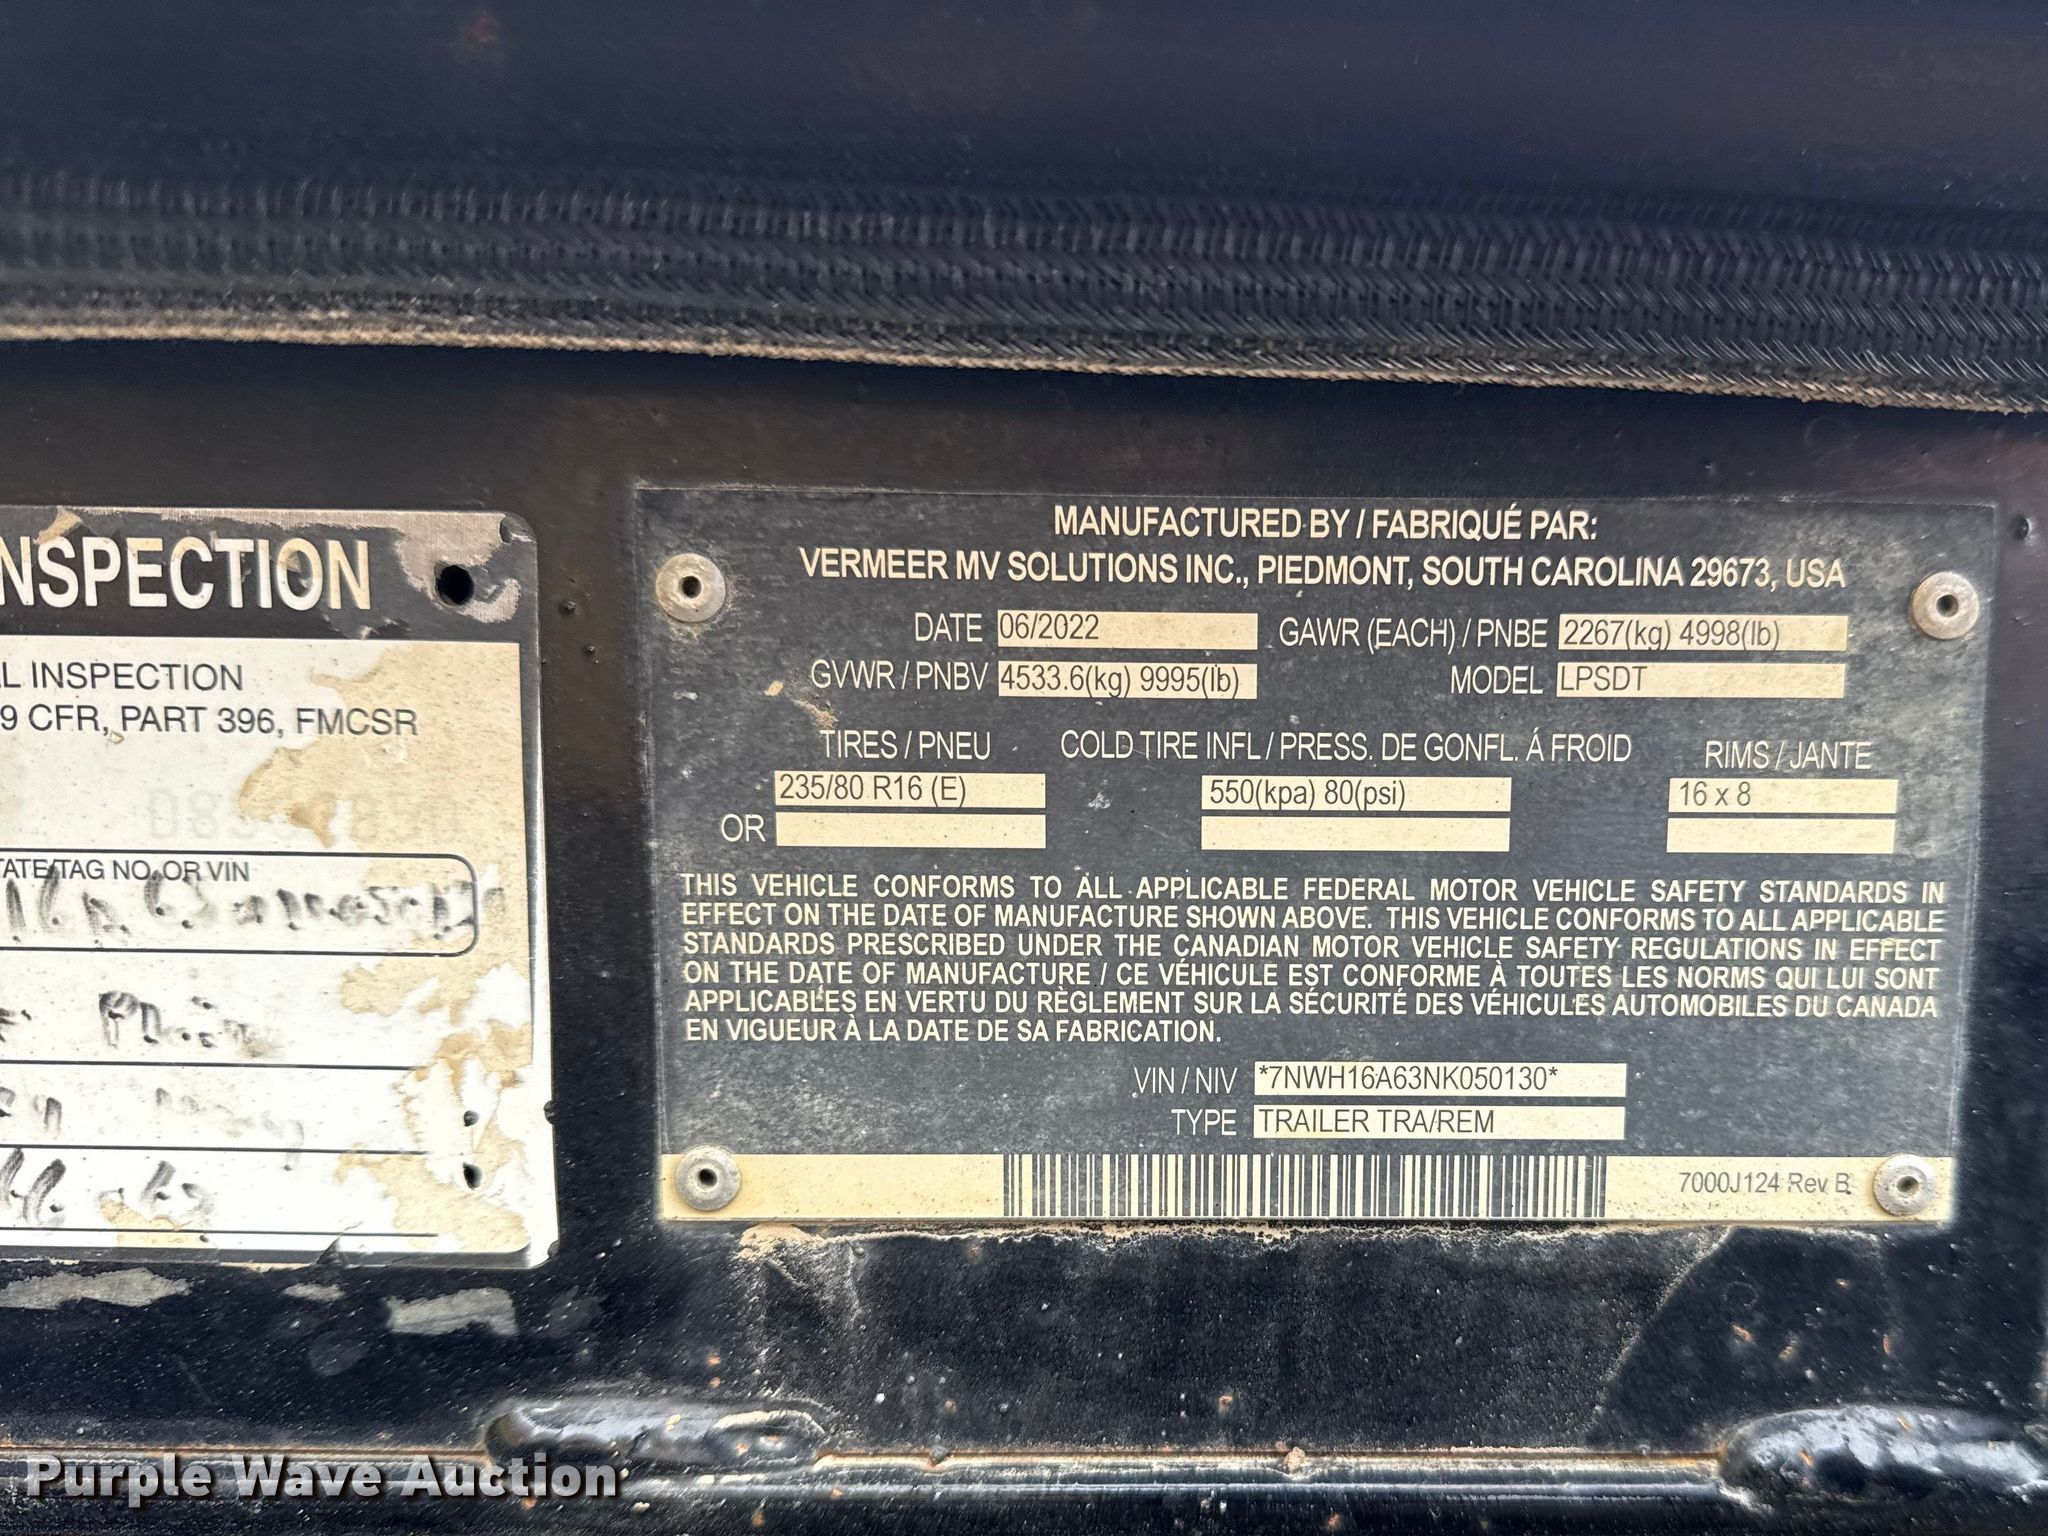 NSPECTION
L INSPECTION
9 CFR, PART 396, FMCSR
TATE/TAG NO. OR VIN
MANUFACTURED BY / FABRIQUÉ PAR:
VERMEER MV SOLUTIONS INC., PIEDMONT, SOUTH CAROLINA 29673, USA
DATE 06/2022 GAWR (EACH) / PNBE 2267(kg) 4998(lb)
GVWR / PNBV 4533.6(kg) 9995(lb) MODEL LPSDT
TIRES / PNEU COLD TIRE INFL / PRESS. DE GONFL. Á FROID RIMS / JANTE
235/80 R16 (E) 550(kpa) 80(psi) 16 x 8
OR
THIS VEHICLE CONFORMS TO ALL APPLICABLE FEDERAL MOTOR VEHICLE SAFETY STANDARDS IN
EFFECT ON THE DATE OF MANUFACTURE SHOWN ABOVE. THIS VEHICLE CONFORMS TO ALL APPLICABLE
STANDARDS PRESCRIBED UNDER THE CANADIAN MOTOR VEHICLE SAFETY REGULATIONS IN EFFECT
ON THE DATE OF MANUFACTURE / CE VÉHICULE EST CONFORME À TOUTES LES NORMS QUI LUI SONT
APPLICABLES EN VERTU DU RÈGLEMENT SUR LA SÉCURITÉ DES VÉHICULES AUTOMOBILES DU CANADA
EN VIGUEUR À LA DATE DE SA FABRICATION.
VIN / NIV *7NWH16A63NK050130*
TYPE TRAILER TRA/REM
7000J124 Rev B
Purple Wave Auction